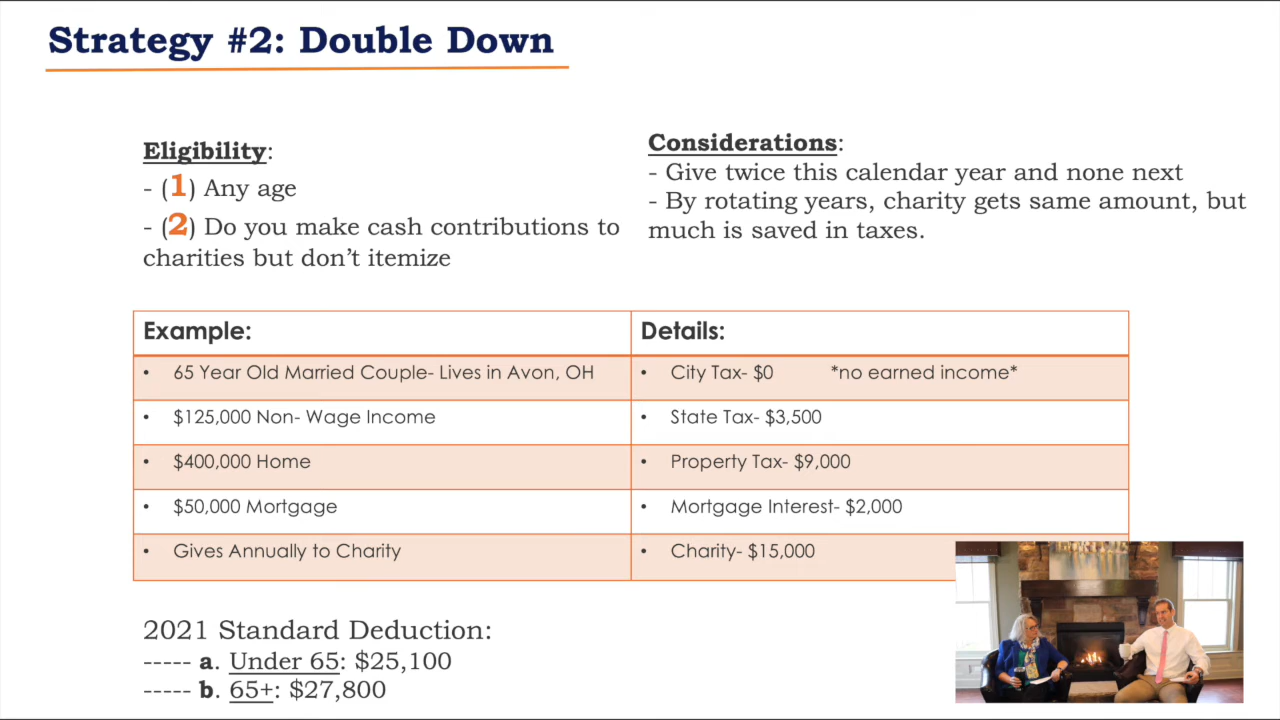 Strategy #2: Double Down
Eligibility:
- (1) Any age
- (2) Do you make cash contributions to
charities but don’t itemize
Considerations:
- Give twice this calendar year and none next
- By rotating years, charity gets same amount, but
much is saved in taxes.
Example:
Details:
• 65 Year Old Married Couple- Lives in Avon, OH
• City Tax- $0 *no earned income*
• $125,000 Non- Wage Income
• State Tax- $3,500
• $400,000 Home
• Property Tax- $9,000
• $50,000 Mortgage
• Mortgage Interest- $2,000
• Gives Annually to Charity
• Charity- $15,000
2021 Standard Deduction:
----- a. Under 65: $25,100
----- b. 65+: $27,800